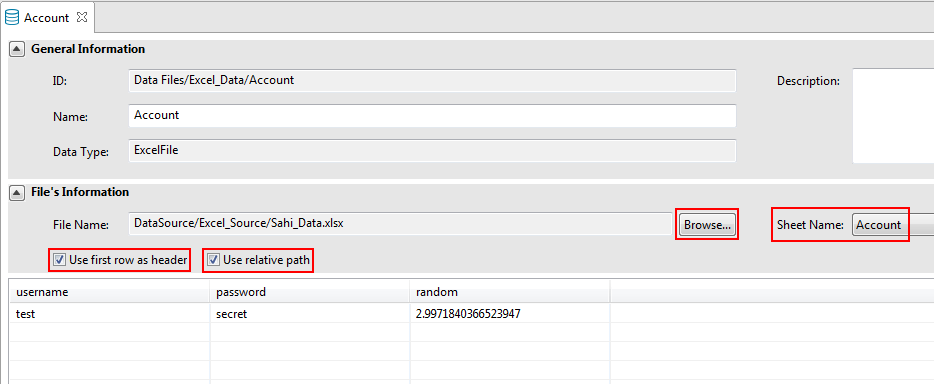 Account
General Information
ID: Data Files/Excel_Data/Account Description:
Name: Account
Data Type: ExcelFile
File's Information
File Name: DataSource/Excel_Source/Sahi_Data.xlsx Browse... Sheet Name: Account
Use first row as header Use relative path
username password random
test secret 2.9971840366523947